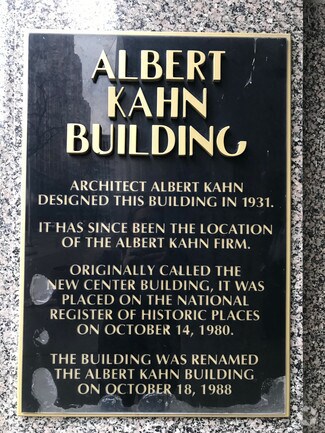 ALBERT
KAHN
BUILDING
ARCHITECT ALBERT KAHN
DESIGNED THIS BUILDING IN 1931.
IT HAS SINCE BEEN THE LOCATION
OF THE ALBERT KAHN FIRM.
ORIGINALLY CALLED THE
NEW CENTER BUILDING, IT WAS
PLACED ON THE NATIONAL
REGISTER OF HISTORIC PLACES
ON OCTOBER 14, 1980.
THE BUILDING WAS RENAMED
THE ALBERT KAHN BUILDING
ON OCTOBER 18, 1988